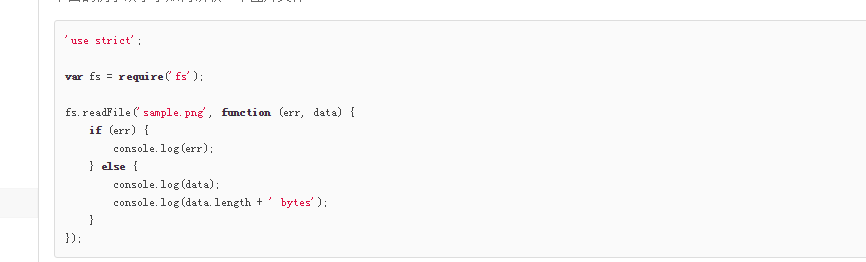 'use strict';
var fs = require('fs');
fs.readFile('sample.png', function (err, data) {
    if (err) {
        console.log(err);
    } else {
        console.log(data);
        console.log(data.length + ' bytes');
    }
});